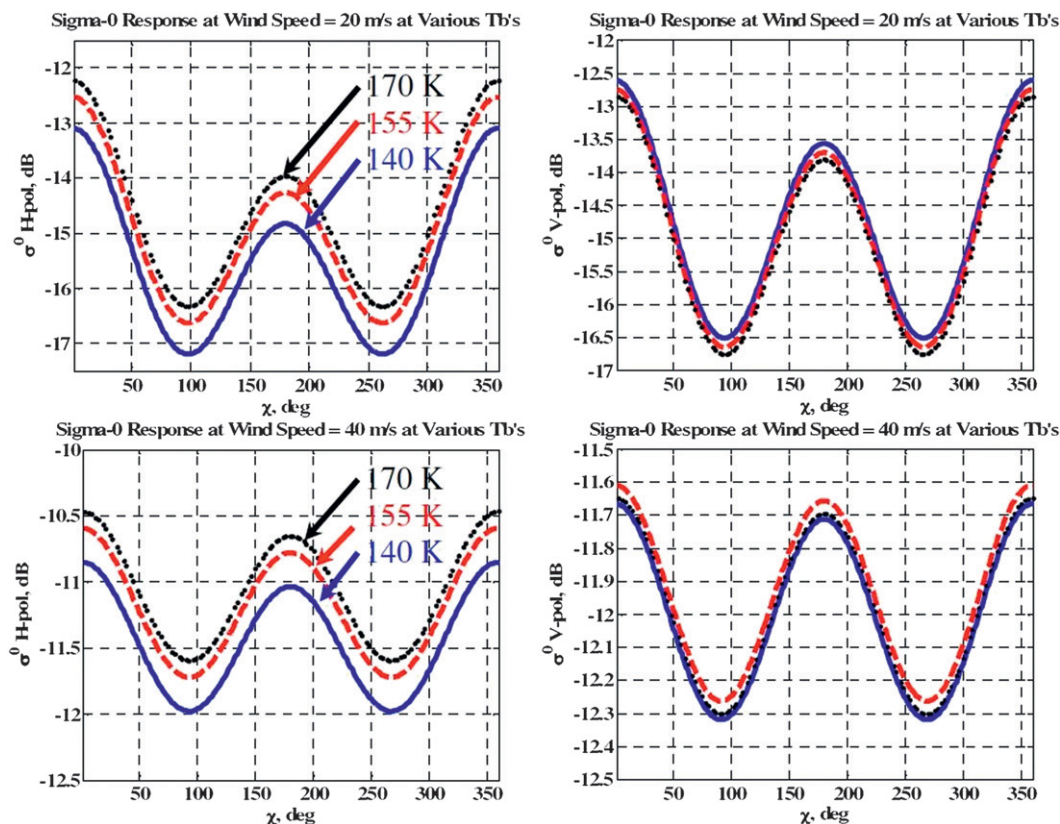 Sigma-0 Response at Wind Speed = 20 m/s at Various Tb's
-12
-13
-14
-15
-16
-17
σ⁰ H-pol, dB
170 K
155 K
140 K
50 100 150 200 250 300 350
χ, deg
Sigma-0 Response at Wind Speed = 20 m/s at Various Tb's
-12
-12.5
-13
-13.5
-14
-14.5
-15
-15.5
-16
-16.5
-17
σ⁰ V-pol, dB
50 100 150 200 250 300 350
χ, deg
Sigma-0 Response at Wind Speed = 40 m/s at Various Tb's
-10
-10.5
-11
-11.5
-12
-12.5
σ⁰ H-pol, dB
170 K
155 K
140 K
50 100 150 200 250 300 350
χ, deg
Sigma-0 Response at Wind Speed = 40 m/s at Various Tb's
-11.5
-11.6
-11.7
-11.8
-11.9
-12
-12.1
-12.2
-12.3
-12.4
-12.5
σ⁰ V-pol, dB
50 100 150 200 250 300 350
χ, deg